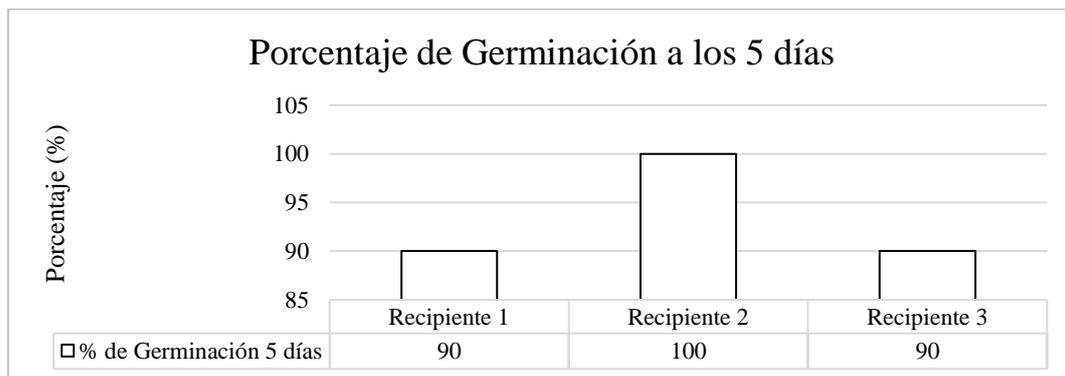 Porcentaje de Germinación a los 5 días
Porcentaje (%)
105
100
95
90
85
Recipiente 1 Recipiente 2 Recipiente 3
% de Germinación 5 días 90 100 90